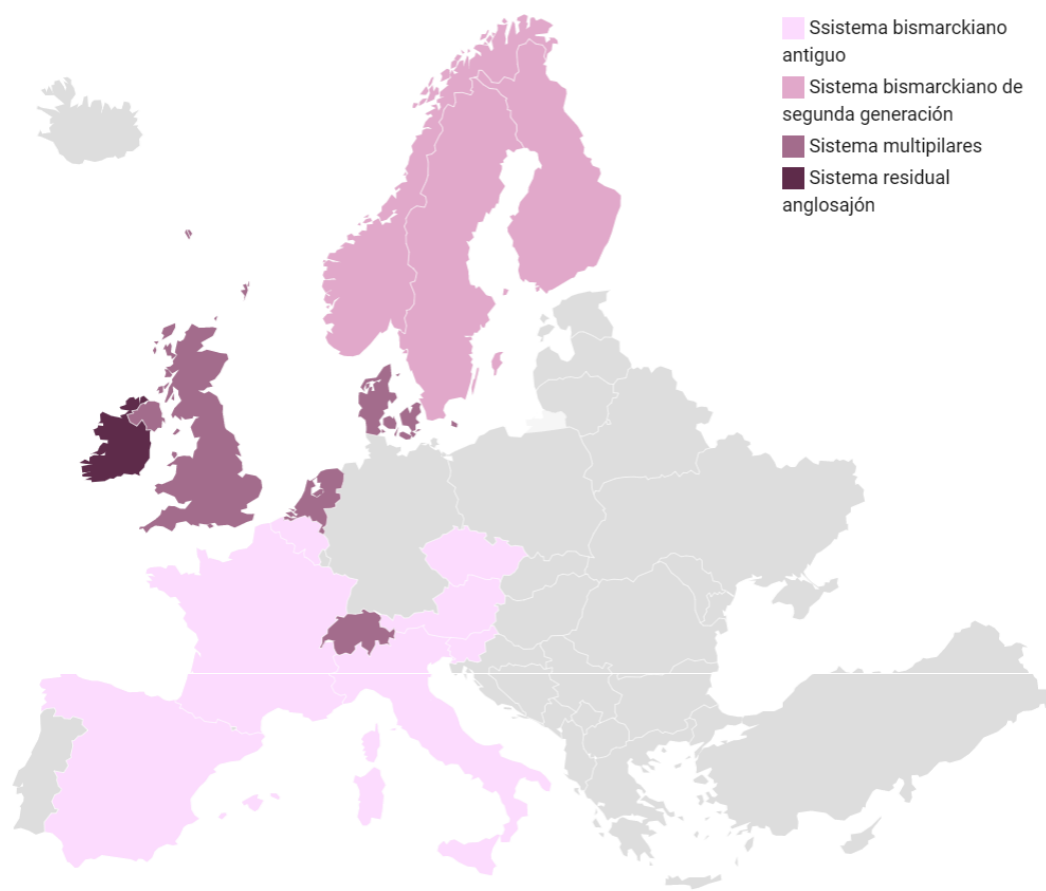 Ssistema bismarckiano
antiguo
Sistema bismarckiano de
segunda generación
Sistema multipilares
Sistema residual
anglosajón